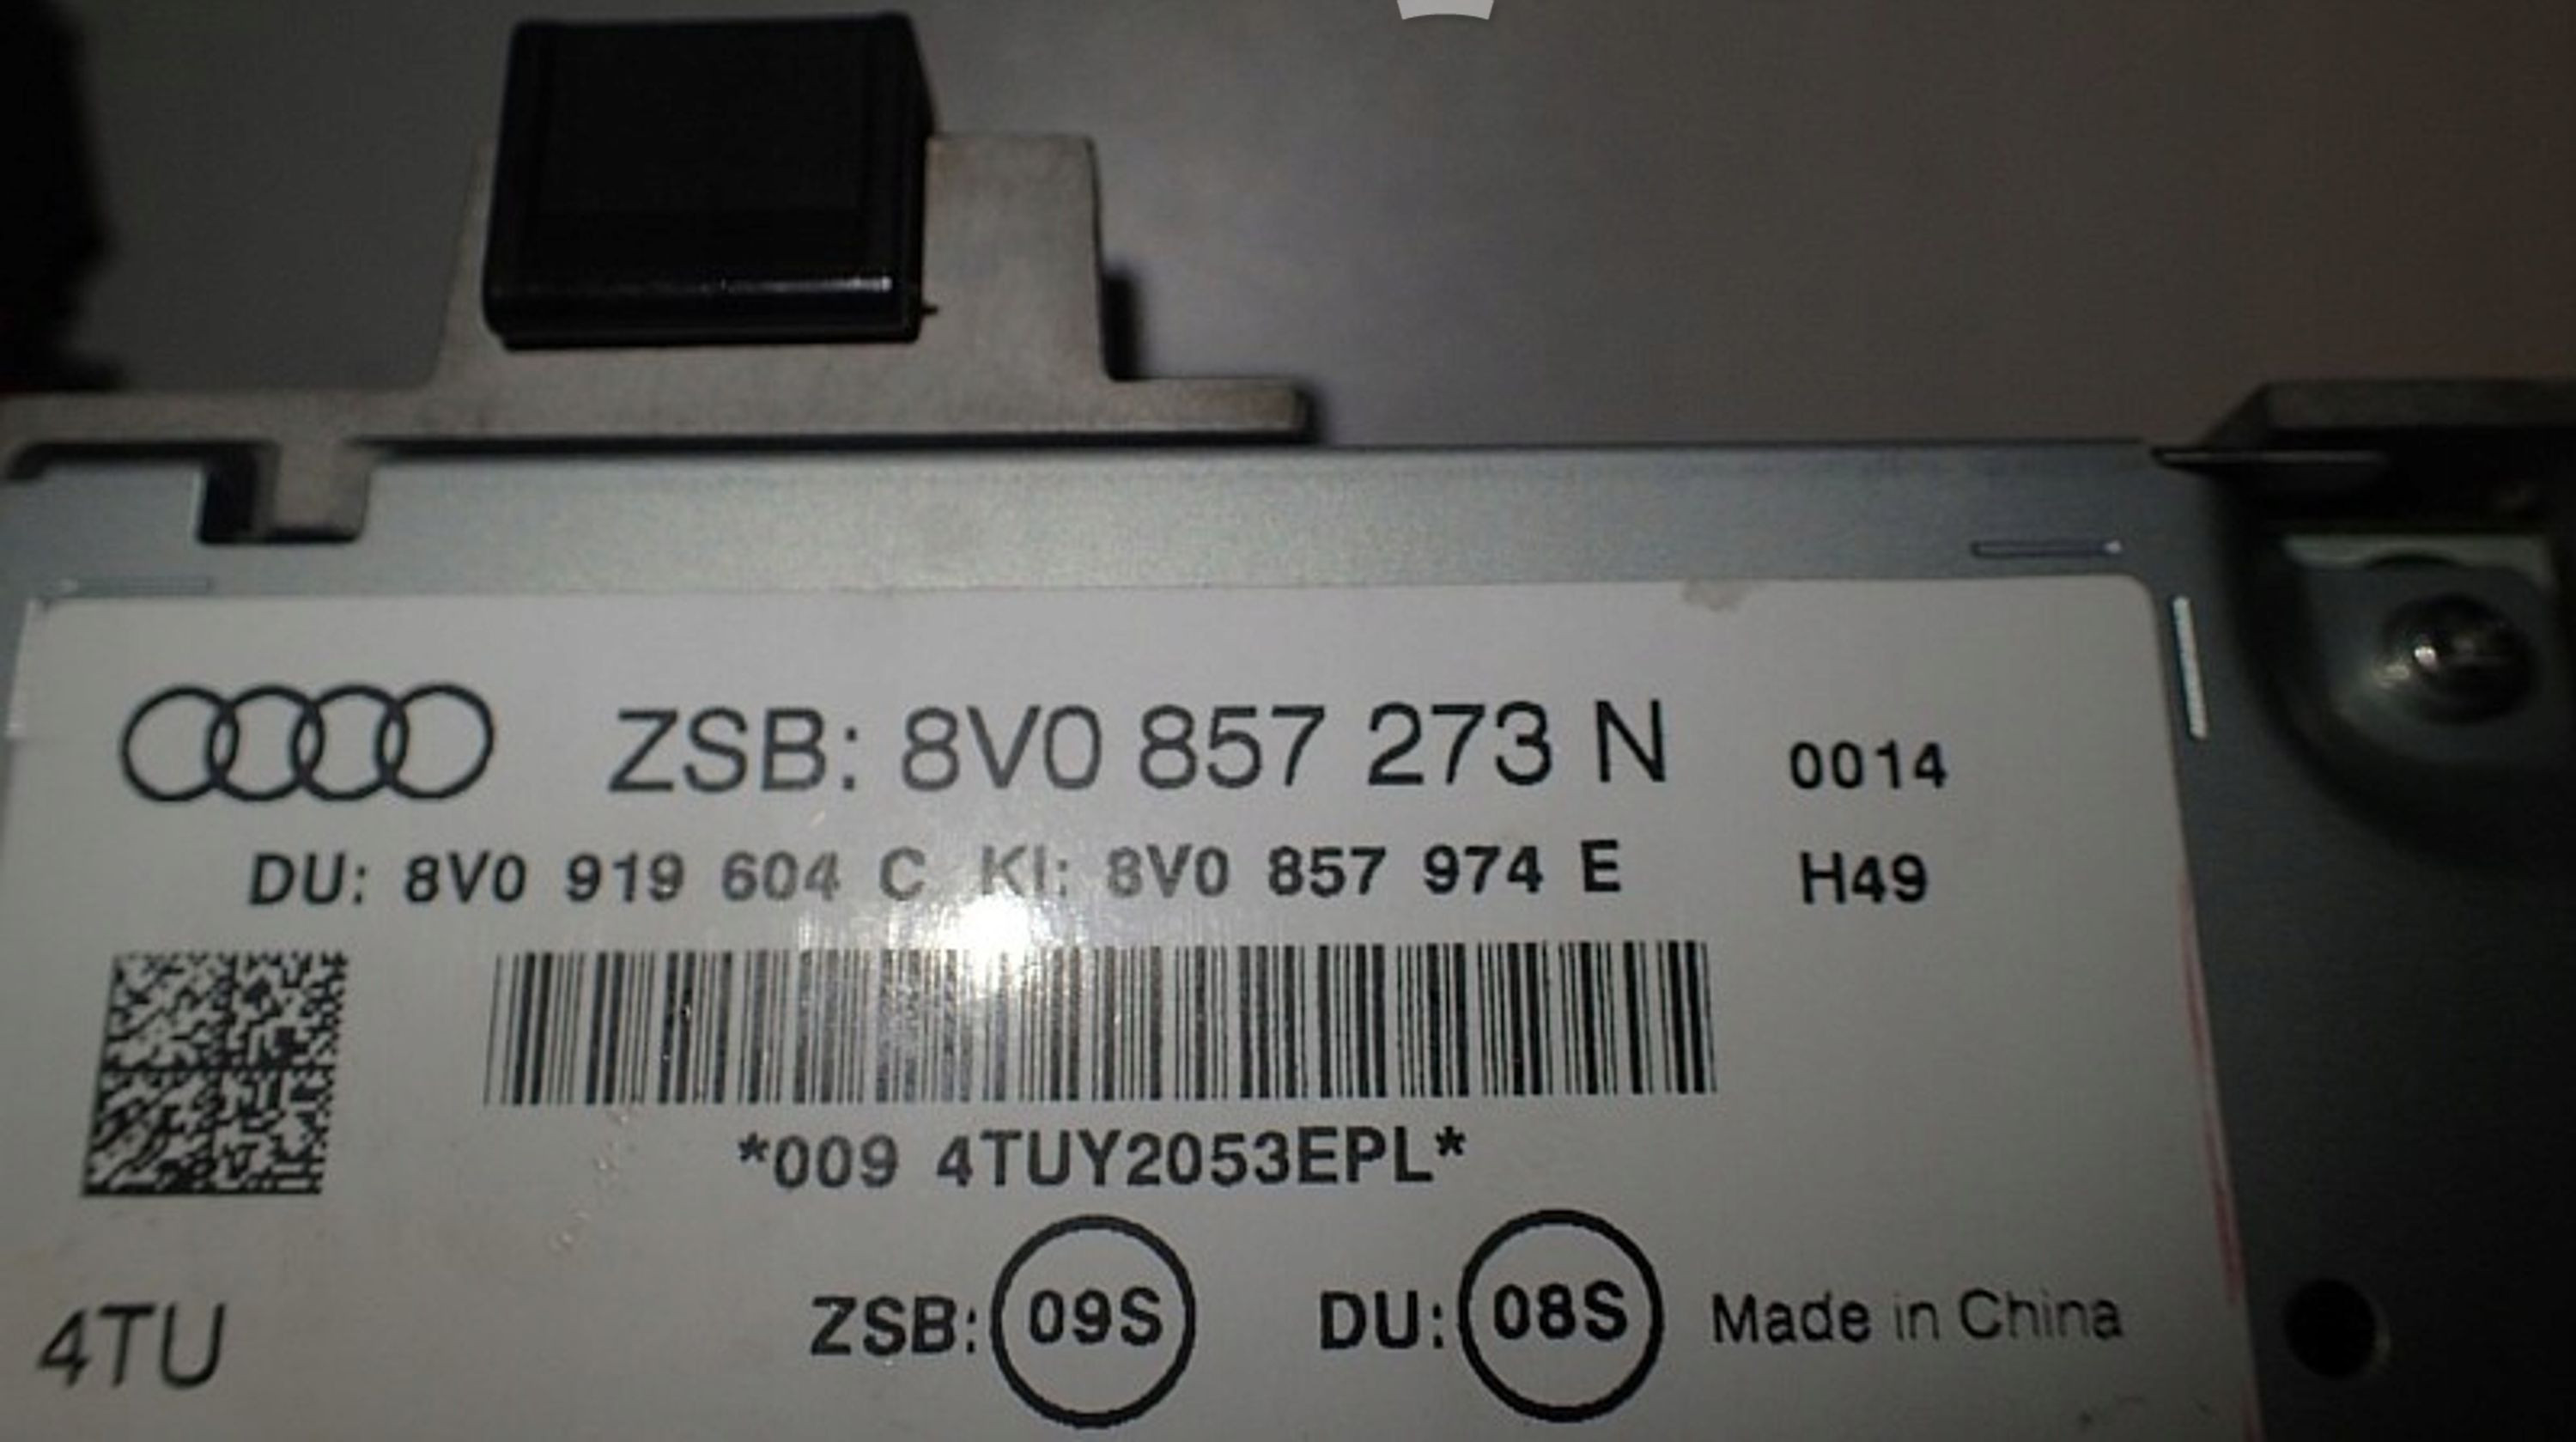 ZSB: 8V0 857 273 N 0014
DU: 8V0 919 604 C KI: 8V0 857 974 E H49
*009 4TUY2053EPL*
4TU ZSB: 09S DU: 08S Made in China